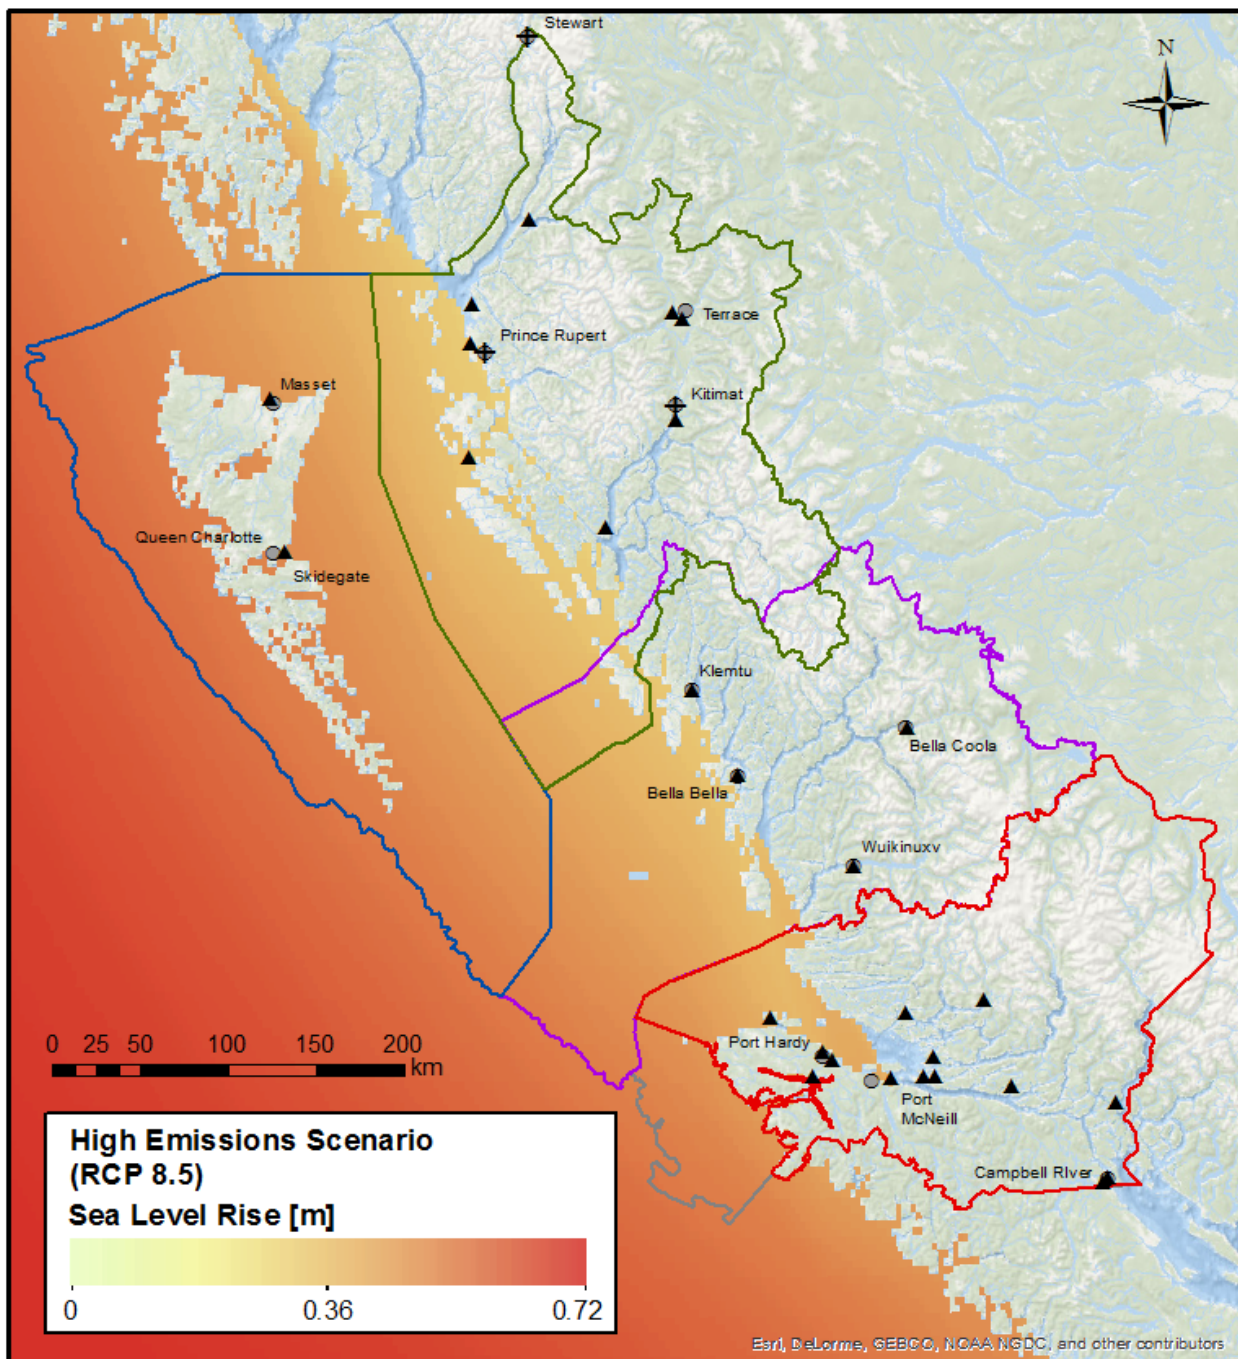 Stewart
N
Terrace
Prince Rupert
Masset
Kitimat
Queen Charlotte
Skidegate
Klemtu
Bella Coola
Bella Bella
Wuikinuxv
Port Hardy
Port
McNeill
Campbell RIver
0 25 50 100 150 200
km
High Emissions Scenario
(RCP 8.5)
Sea Level Rise [m]
0 0.36 0.72
Esri, DeLorme, GEBCO, NOAA NGDC, and other contributors